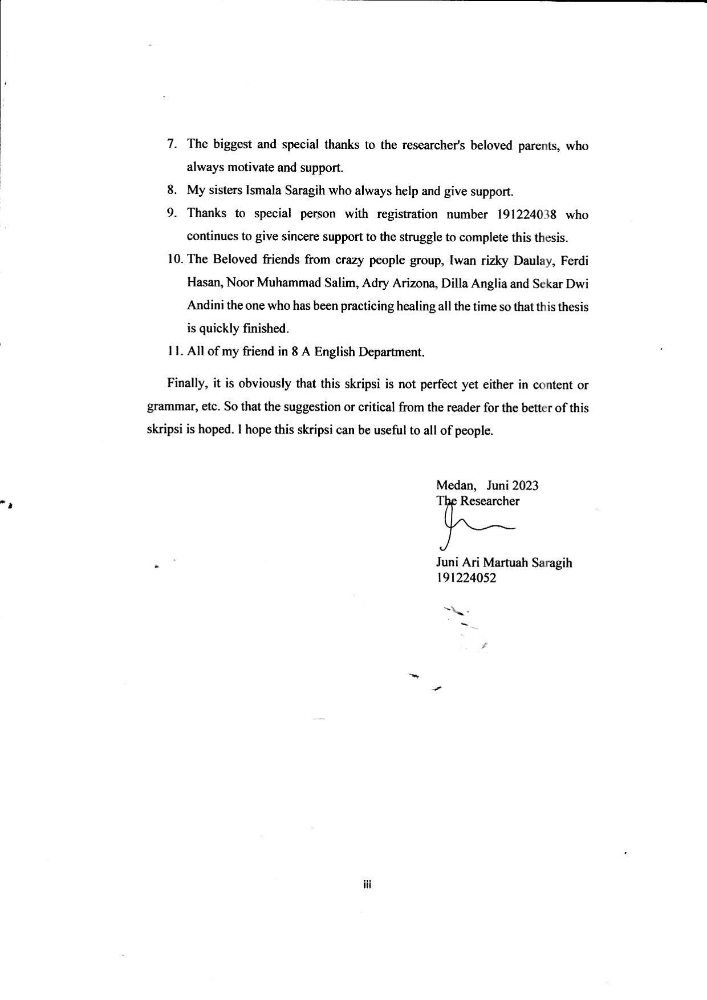 7. The biggest and special thanks to the researcher's beloved parents, who
always motivate and support.
8. My sisters Ismala Saragih who always help and give support.
9. Thanks to special person with registration number 191224038 who
continues to give sincere support to the struggle to complete this thesis.
10. The Beloved friends from crazy people group, Iwan rizky Daulay, Ferdi
Hasan, Noor Muhammad Salim, Adry Arizona, Dilla Anglia and Sekar Dwi
Andini the one who has been practicing healing all the time so that this thesis
is quickly finished.
11. All of my friend in 8 A English Department.
Finally, it is obviously that this skripsi is not perfect yet either in content or
grammar, etc. So that the suggestion or critical from the reader for the better of this
skripsi is hoped. I hope this skripsi can be useful to all of people.
Medan, Juni 2023
The Researcher
Juni Ari Martuah Saragih
191224052
iii